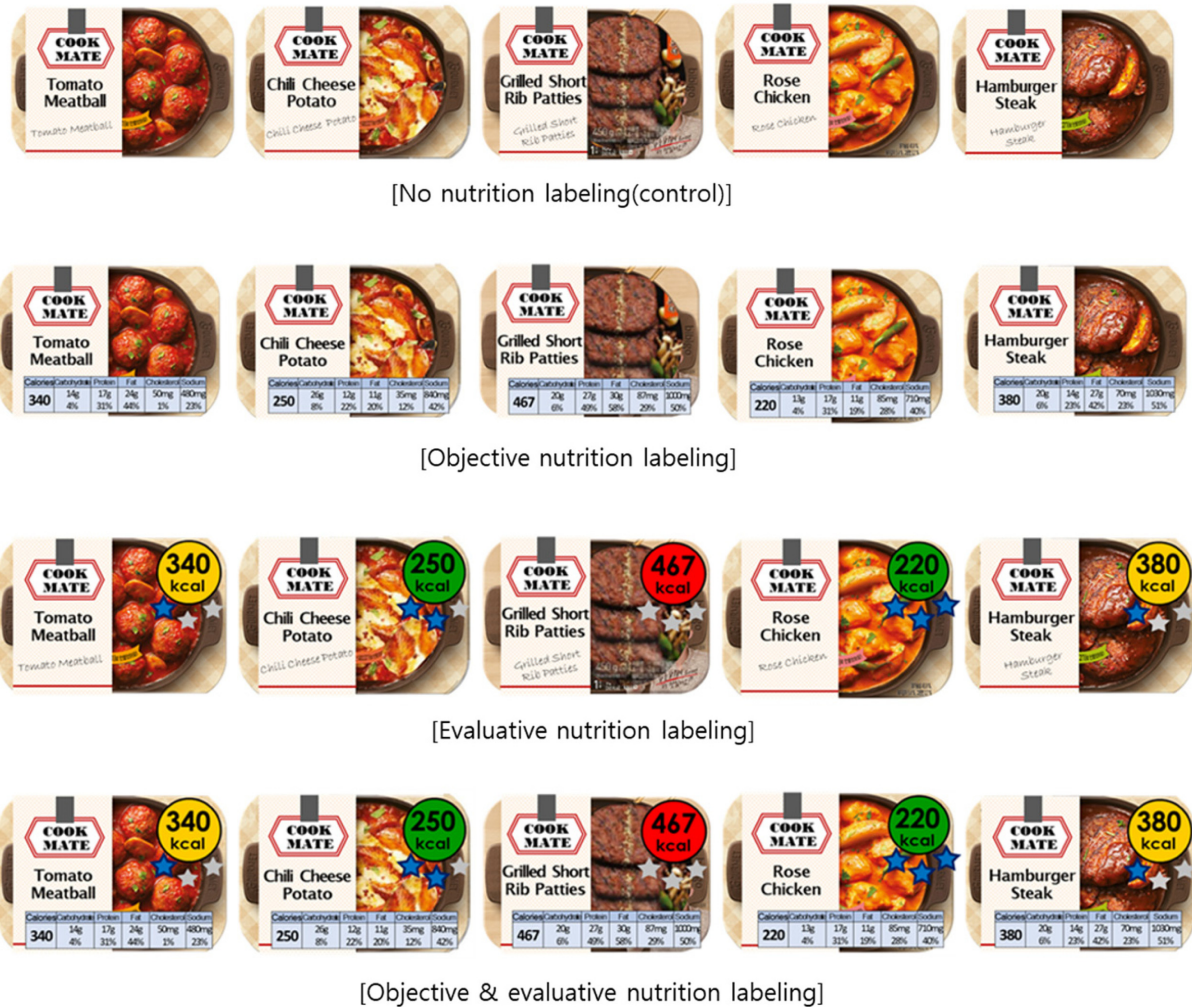 COOK MATE
Tomato Meatball
Tomato Meatball
COOK MATE
Chili Cheese Potato
Chili Cheese Potato
COOK MATE
Grilled Short Rib Patties
Grilled Short Rib Patties
450 g
COOK MATE
Rose Chicken
Rose Chicken
COOK MATE
Hamburger Steak
Hamburger Steak
[No nutrition labeling(control)]
COOK MATE
Tomato Meatball
Calories Carbohydrate Protein Fat Cholesterol Sodium
340 14g 17g 24g 50mg 480mg
4% 31% 44% 1% 23%
COOK MATE
Chili Cheese Potato
Calories Carbohydrate Protein Fat Cholesterol Sodium
250 26g 12g 11g 35mg 840mg
8% 22% 20% 12% 42%
COOK MATE
Grilled Short Rib Patties
Calories Carbohydrate Protein Fat Cholesterol Sodium
467 20g 27g 30g 87mg 1000mg
6% 49% 58% 29% 50%
COOK MATE
Rose Chicken
Calories Carbohydrate Protein Fat Cholesterol Sodium
220 13g 17g 11g 85mg 710mg
4% 31% 19% 28% 40%
COOK MATE
Hamburger Steak
Calories Carbohydrate Protein Fat Cholesterol Sodium
380 20g 14g 27g 70mg 1030mg
6% 23% 42% 23% 51%
[Objective nutrition labeling]
COOK MATE
Tomato Meatball
Tomato Meatball
340 kcal
COOK MATE
Chili Cheese Potato
Chili Cheese Potato
250 kcal
COOK MATE
Grilled Short Rib Patties
Grilled Short Rib Patties
467 kcal
450 g
COOK MATE
Rose Chicken
Rose Chicken
220 kcal
COOK MATE
Hamburger Steak
Hamburger Steak
380 kcal
[Evaluative nutrition labeling]
COOK MATE
Tomato Meatball
340 kcal
Calories Carbohydrate Protein Fat Cholesterol Sodium
340 14g 17g 24g 50mg 480mg
4% 31% 44% 1% 23%
COOK MATE
Chili Cheese Potato
250 kcal
Calories Carbohydrate Protein Fat Cholesterol Sodium
250 26g 12g 11g 35mg 840mg
8% 22% 20% 12% 42%
COOK MATE
Grilled Short Rib Patties
467 kcal
Calories Carbohydrate Protein Fat Cholesterol Sodium
467 20g 27g 30g 87mg 1000mg
6% 49% 58% 29% 50%
COOK MATE
Rose Chicken
220 kcal
Calories Carbohydrate Protein Fat Cholesterol Sodium
220 13g 17g 11g 85mg 710mg
4% 31% 19% 28% 40%
COOK MATE
Hamburger Steak
380 kcal
Calories Carbohydrate Protein Fat Cholesterol Sodium
380 20g 14g 27g 70mg 1030mg
6% 23% 42% 23% 51%
[Objective & evaluative nutrition labeling]